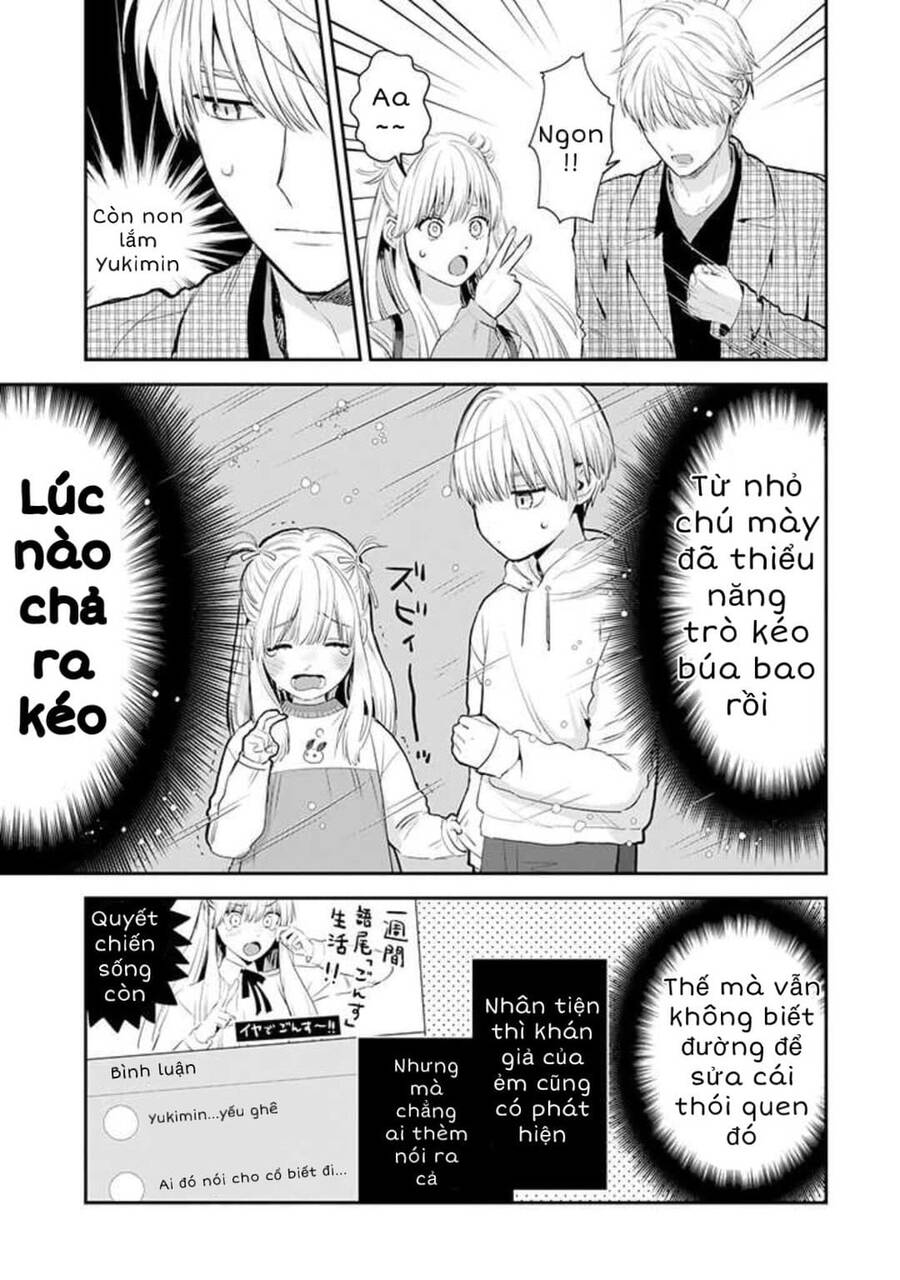 Ngon
!!
Aa
~~
Còn non
lắm
Yukimin
Từ nhỏ
chú mày
đã thiểu
năng
trò kéo
búa bao
rồi
ズビィー
Lúc
nào
chả
ra
kéo
Thế mà vẫn
không biết
đường để
sửa cái
thói quen
đó
Nhân tiện
thì khán
giả của
ẻm cũng
có phát
hiện
Nhưng
mà
chẳng
ai thèm
nói ra
cả
Quyết
chiến
sống
còn
一週間
語尾「ごんす」
生活!!
イヤでごんす〜!!
Bình luận
Yukimin...yếu ghê
Ai đó nói cho cổ biết đi...